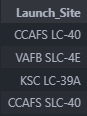 Launch_Site
CCAFS LC-40
VAFB SLC-4E
KSC LC-39A
CCAFS SLC-40